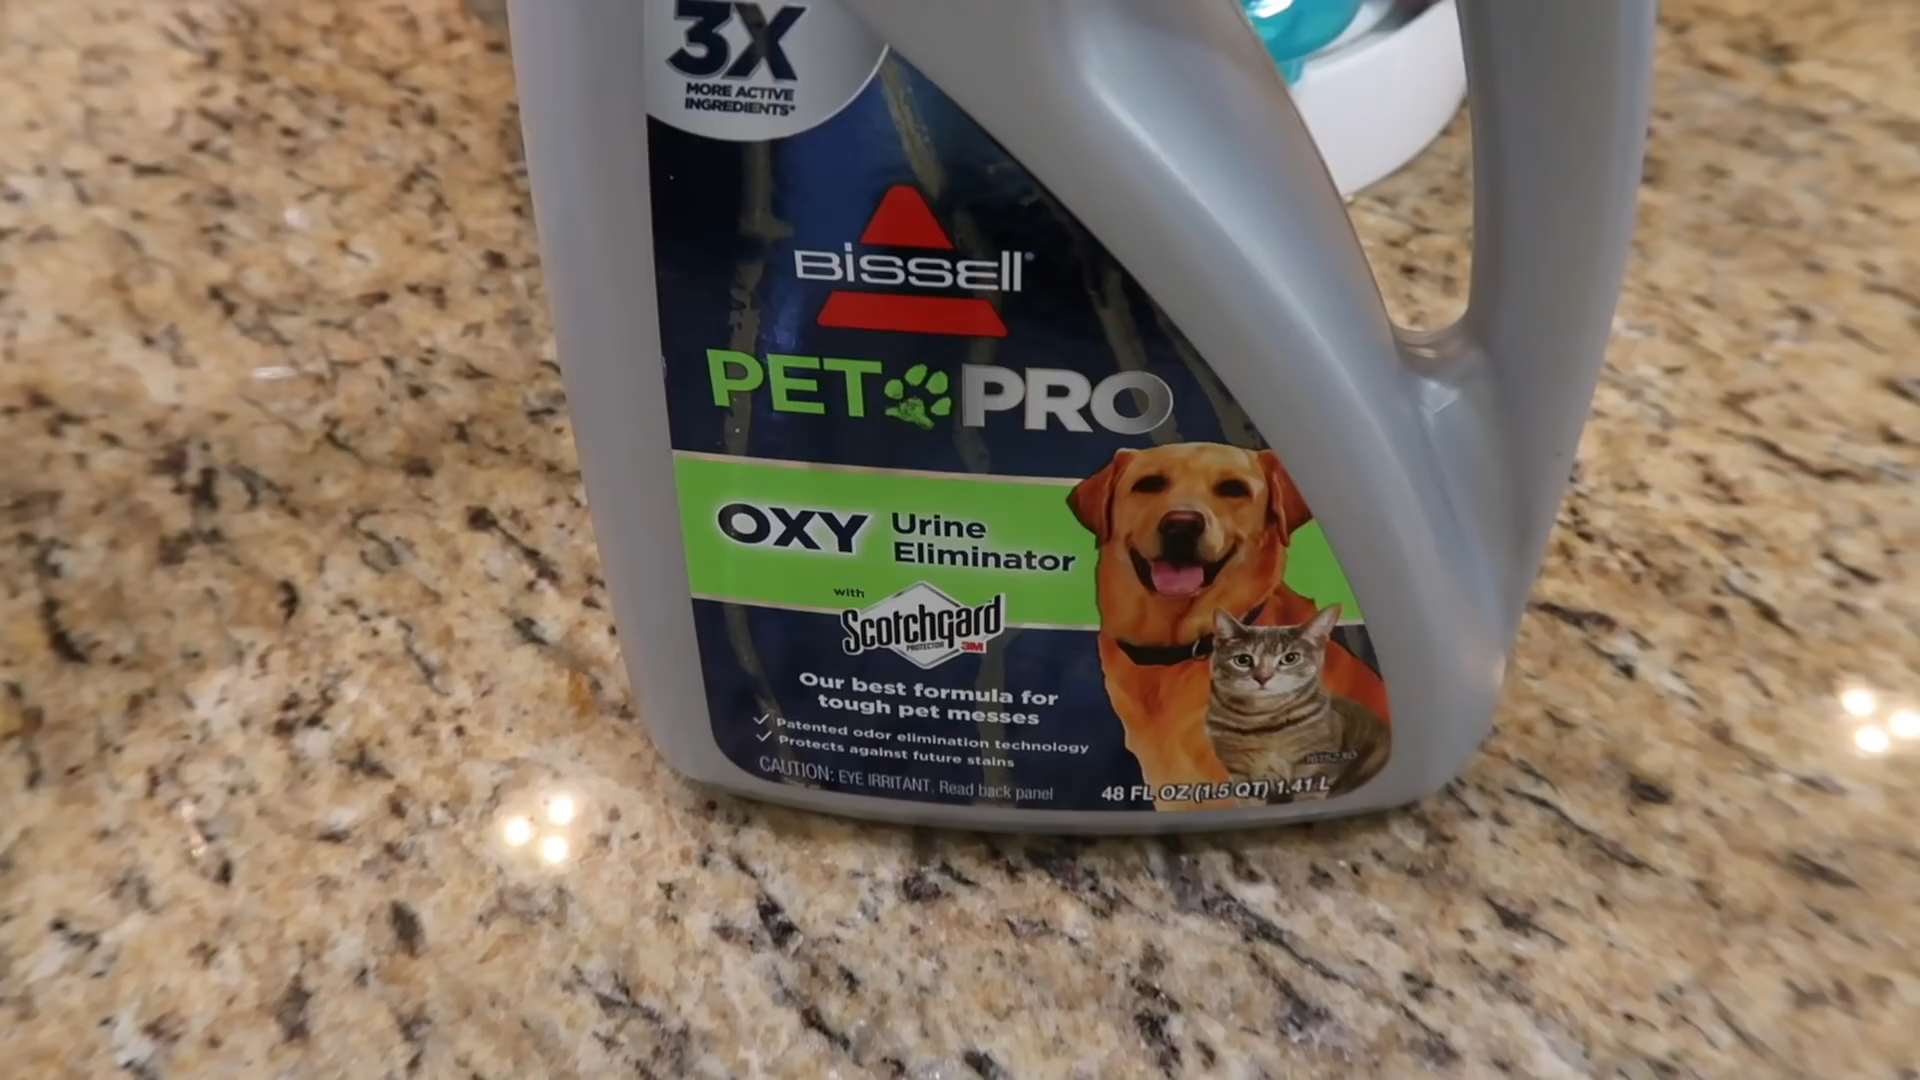 3X
MORE ACTIVE
INGREDIENTS*
BISSELL®
PET PRO
OXY Urine
Eliminator
with
Scotchgard
PROTECTOR 3M
Our best formula for
tough pet messes
✓ Patented odor elimination technology
✓ Protects against future stains
CAUTION: EYE IRRITANT. Read back panel
48 FL OZ (1.5 QT) 1.41 L